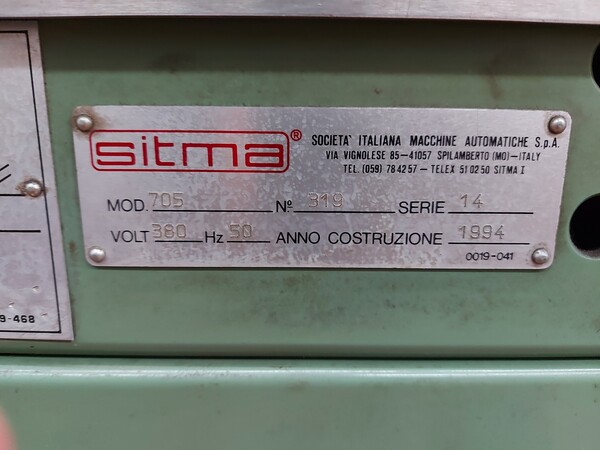 sitma®
SOCIETA' ITALIANA MACCHINE AUTOMATICHE S.p.A.
VIA VIGNOLESE 85-41057 SPILAMBERTO (MO)-ITALY
TEL. (059) 784257 - TELEX 510250 SITMA I
MOD. 705 Nº 319 SERIE 14
VOLT 380 Hz 50 ANNO COSTRUZIONE 1994
0019-041
9-468